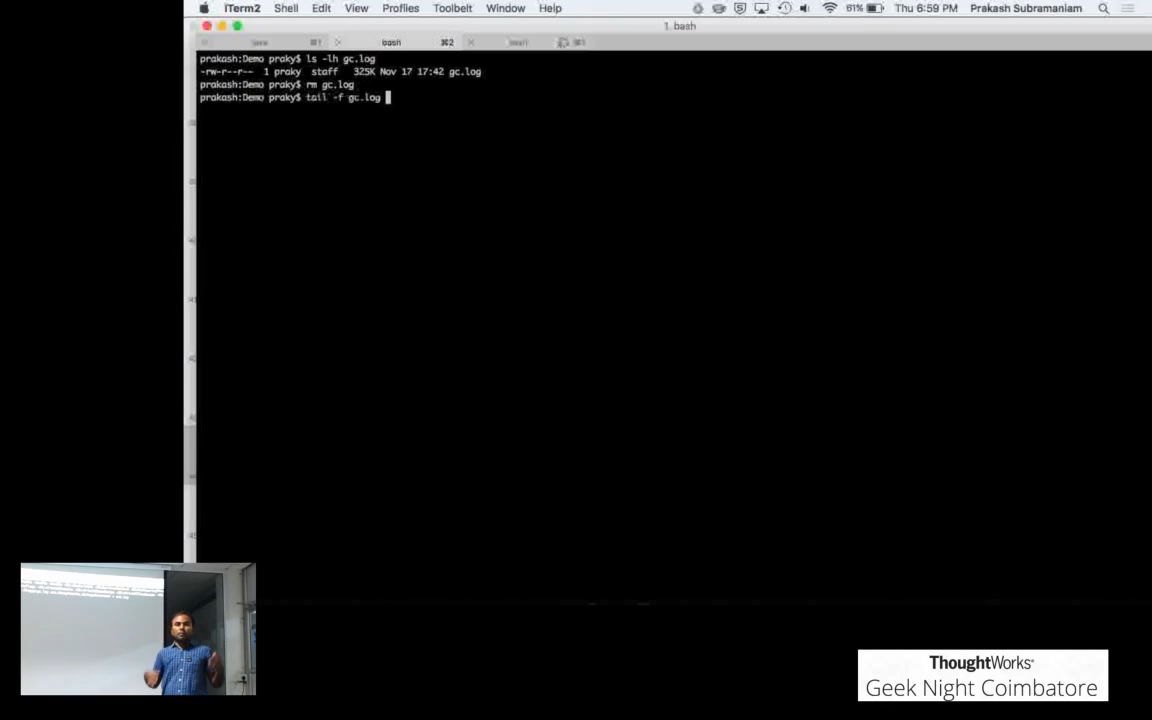 iTerm2 Shell Edit View Profiles Toolbelt Window Help 61% Thu 6:59 PM Prakash Subramaniam
1. bash
bash ⌘2
prakash:Demo praky$ ls -lh gc.log
-rw-r--r-- 1 praky staff 325K Nov 17 17:42 gc.log
prakash:Demo praky$ rm gc.log
prakash:Demo praky$ tail -f gc.log
ThoughtWorks®
Geek Night Coimbatore